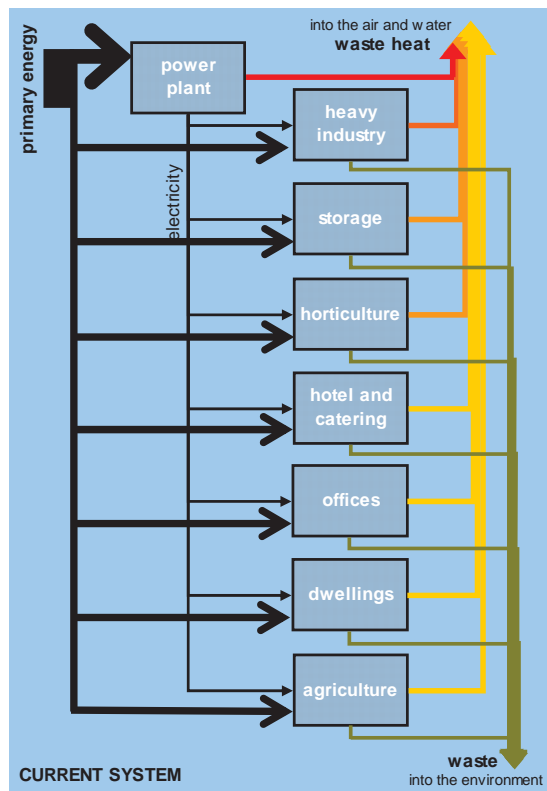 into the air and water
waste heat
primary energy
power
plant
heavy
industry
electricity
storage
horticulture
hotel and
catering
offices
dwellings
agriculture
waste
into the environment
CURRENT SYSTEM